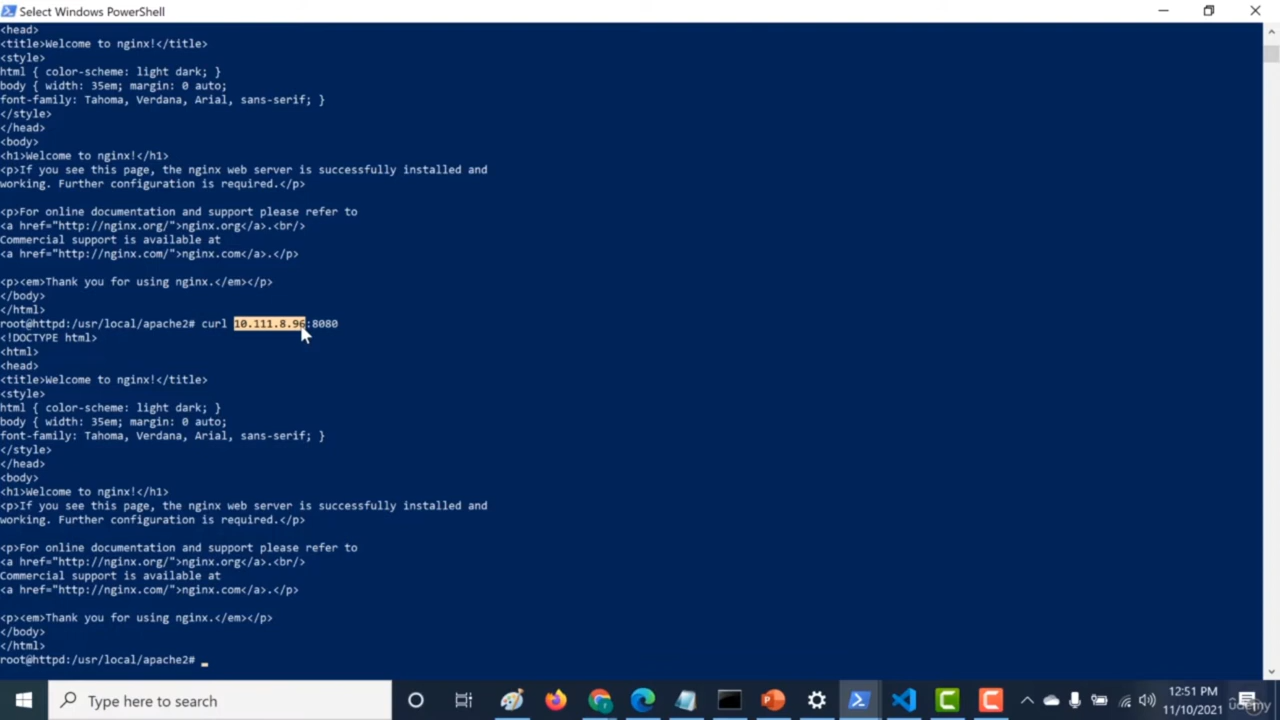 Select Windows PowerShell
<head>
<title>Welcome to nginx!</title>
<style>
html { color-scheme: light dark; }
body { width: 35em; margin: 0 auto;
font-family: Tahoma, Verdana, Arial, sans-serif; }
</style>
</head>
<body>
<h1>Welcome to nginx!</h1>
<p>If you see this page, the nginx web server is successfully installed and
working. Further configuration is required.</p>
<p>For online documentation and support please refer to
<a href="http://nginx.org/">nginx.org</a>.<br/>
Commercial support is available at
<a href="http://nginx.com/">nginx.com</a>.</p>
<p><em>Thank you for using nginx.</em></p>
</body>
</html>
root@httpd:/usr/local/apache2# curl 10.111.8.96:8080
<!DOCTYPE html>
<html>
<head>
<title>Welcome to nginx!</title>
<style>
html { color-scheme: light dark; }
body { width: 35em; margin: 0 auto;
font-family: Tahoma, Verdana, Arial, sans-serif; }
</style>
</head>
<body>
<h1>Welcome to nginx!</h1>
<p>If you see this page, the nginx web server is successfully installed and
working. Further configuration is required.</p>
<p>For online documentation and support please refer to
<a href="http://nginx.org/">nginx.org</a>.<br/>
Commercial support is available at
<a href="http://nginx.com/">nginx.com</a>.</p>
<p><em>Thank you for using nginx.</em></p>
</body>
</html>
root@httpd:/usr/local/apache2#
Type here to search
12:51 PM
11/10/2021
udemy